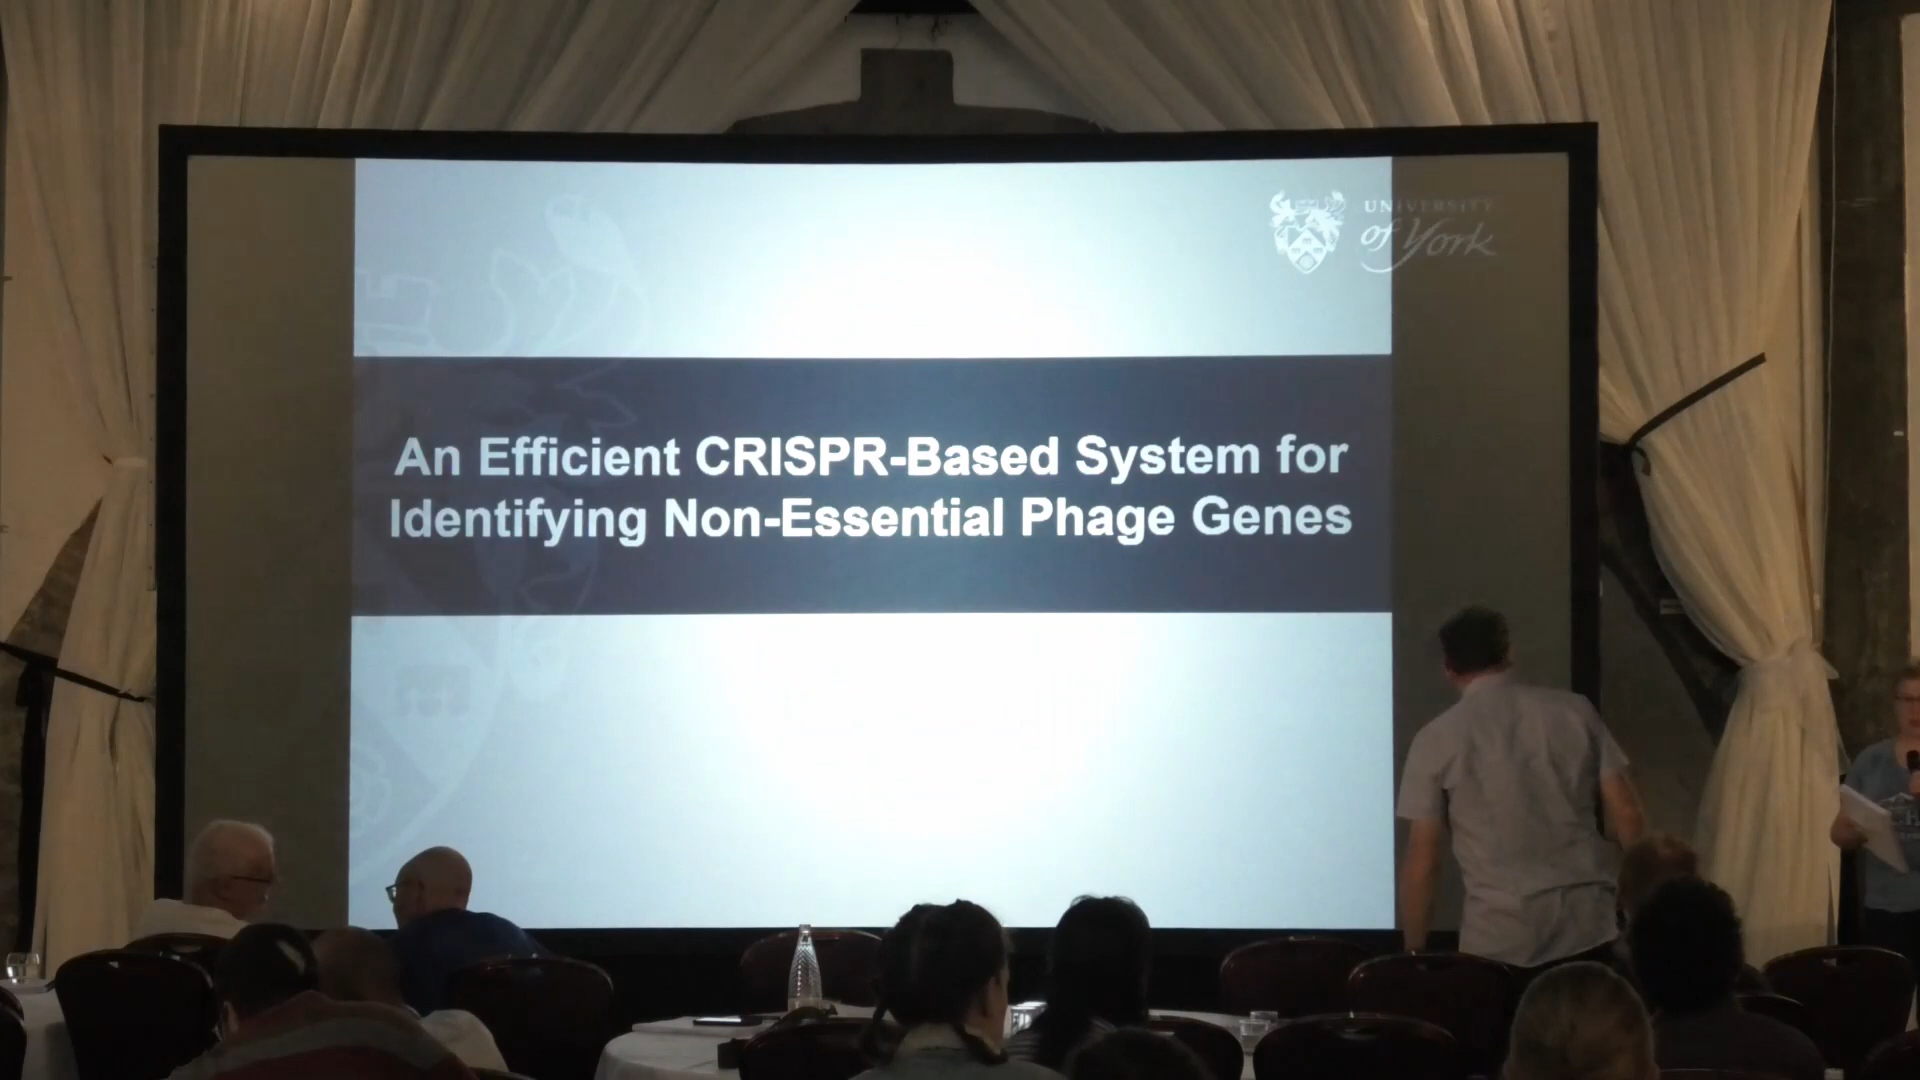 UNIVERSITY
of York
An Efficient CRISPR-Based System for
Identifying Non-Essential Phage Genes